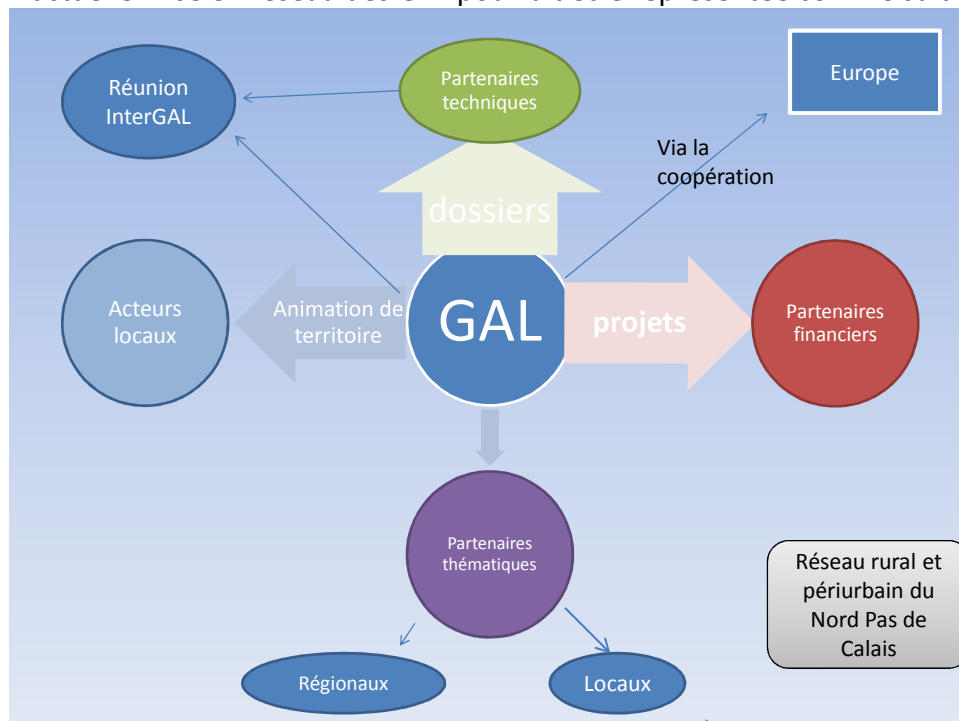 Réunion
InterGAL
Partenaires
techniques
Europe
Via la
coopération
dossiers
Acteurs
locaux
Animation de
territoire
GAL
projets
Partenaires
financiers
Partenaires
thématiques
Réseau rural et
périurbain du
Nord Pas de
Calais
Régionaux
Locaux